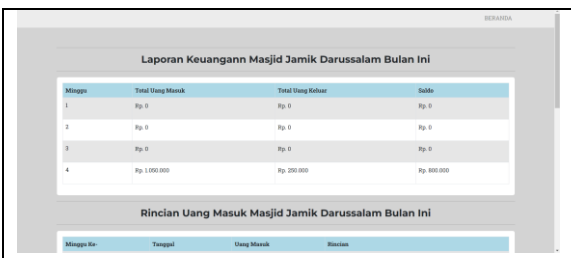 BERANDA
Laporan Keuangann Masjid Jamik Darussalam Bulan Ini
Minggu Total Uang Masuk Total Uang Keluar Saldo
1 Rp. 0 Rp. 0 Rp. 0
2 Rp. 0 Rp. 0 Rp. 0
3 Rp. 0 Rp. 0 Rp. 0
4 Rp. 1.050.000 Rp. 250.000 Rp. 800.000
Rincian Uang Masuk Masjid Jamik Darussalam Bulan Ini
Minggu Ke- Tanggal Uang Masuk Rincian